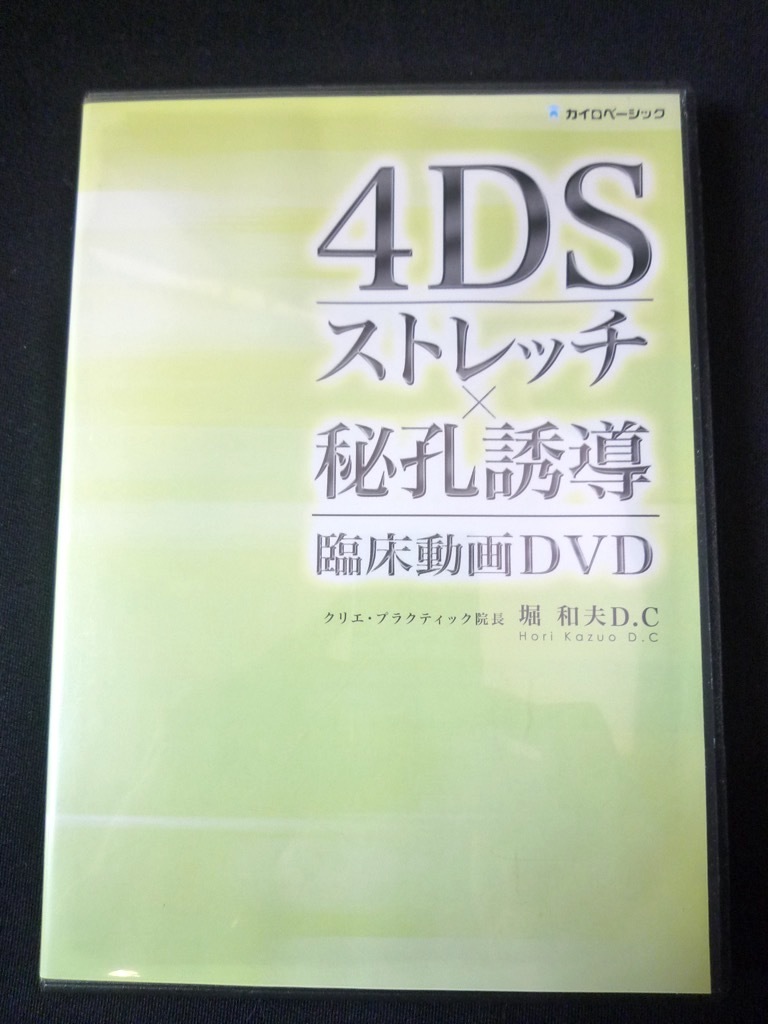 カイロベーシック
4DS
ストレッチ
×
秘孔誘導
臨床動画DVD
クリエ・プラクティック院長 堀 和夫D.C
Hori Kazuo D.C